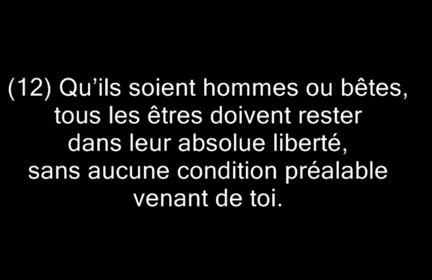 (12) Qu’ils soient hommes ou bêtes,
tous les êtres doivent rester
dans leur absolue liberté,
sans aucune condition préalable
venant de toi.